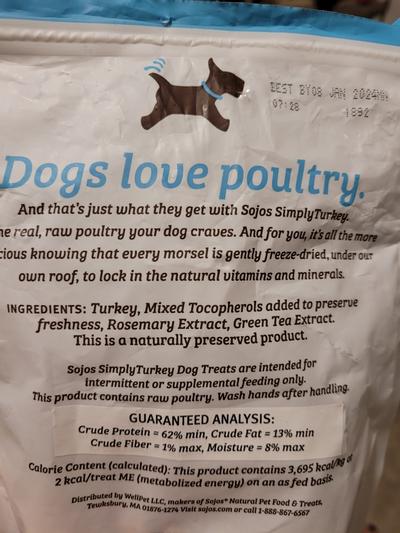 BEST BY08 JAN 2024
07:28 1892
Dogs love poultry.
And that's just what they get with Sojos SimplyTurkey.
real, raw poultry your dog craves. And for you, it's all the more
knowing that every morsel is gently freeze-dried, under our
own roof, to lock in the natural vitamins and minerals.
INGREDIENTS: Turkey, Mixed Tocopherols added to preserve
freshness, Rosemary Extract, Green Tea Extract.
This is a naturally preserved product.
Sojos SimplyTurkey Dog Treats are intended for
intermittent or supplemental feeding only.
This product contains raw poultry. Wash hands after handling.
GUARANTEED ANALYSIS:
Crude Protein = 62% min, Crude Fat = 13% min
Crude Fiber = 1% max, Moisture = 8% max
Calorie Content (calculated): This product contains 3,695 kcal/kg or
2 kcal/treat ME (metabolized energy) on an as fed basis.
Distributed by WellPet LLC, makers of Sojos® Natural Pet Food & Treats,
Tewksbury, MA 01876-1274 Visit sojos.com or call 1-888-867-6567